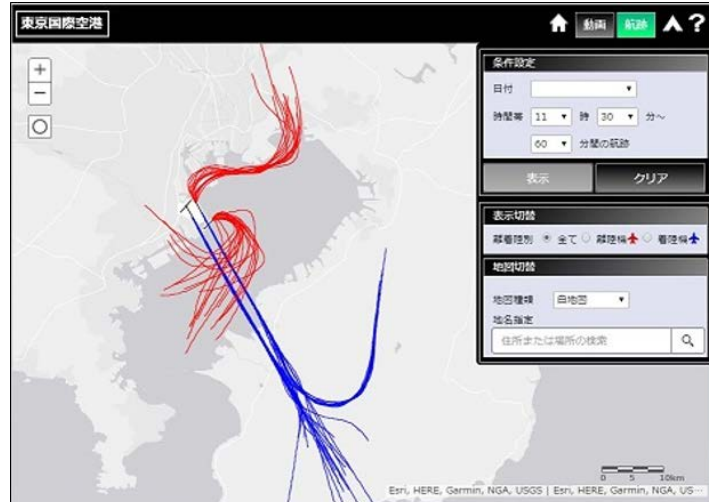 東京国際空港
動画 航跡 ?
条件設定
日付
時間帯 11 時 30 分~
60 分間の航跡
表示 クリア
表示切替
離着陸別 全て 離陸機 着陸機
地図切替
地図種類 白地図
地名指定
住所または場所の検索
0 5 10km
Esri, HERE, Garmin, NGA, USGS | Esri, HERE, Garmin, NGA, US…